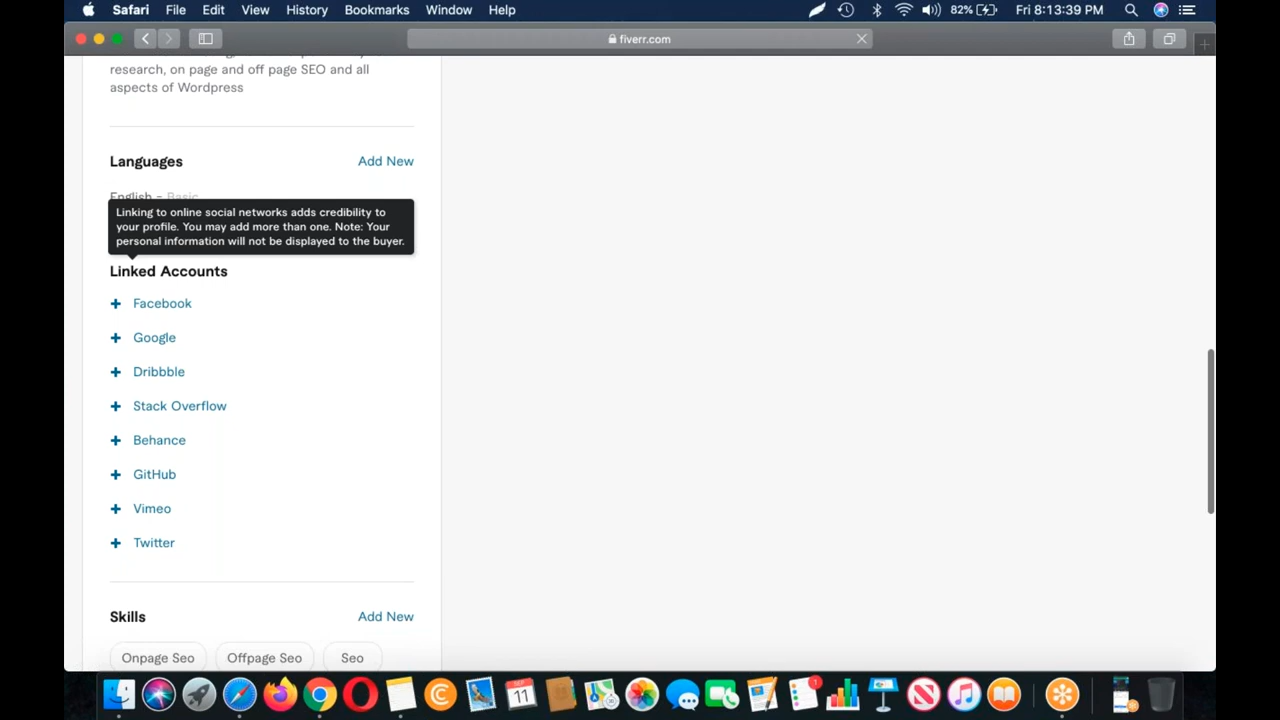 Safari File Edit View History Bookmarks Window Help 82% Fri 8:13:39 PM
fiverr.com
research, on page and off page SEO and all
aspects of Wordpress
Languages Add New
English - Basic
Linking to online social networks adds credibility to
your profile. You may add more than one. Note: Your
personal information will not be displayed to the buyer.
Linked Accounts
+ Facebook
+ Google
+ Dribbble
+ Stack Overflow
+ Behance
+ GitHub
+ Vimeo
+ Twitter
Skills Add New
Onpage Seo Offpage Seo Seo
11 1